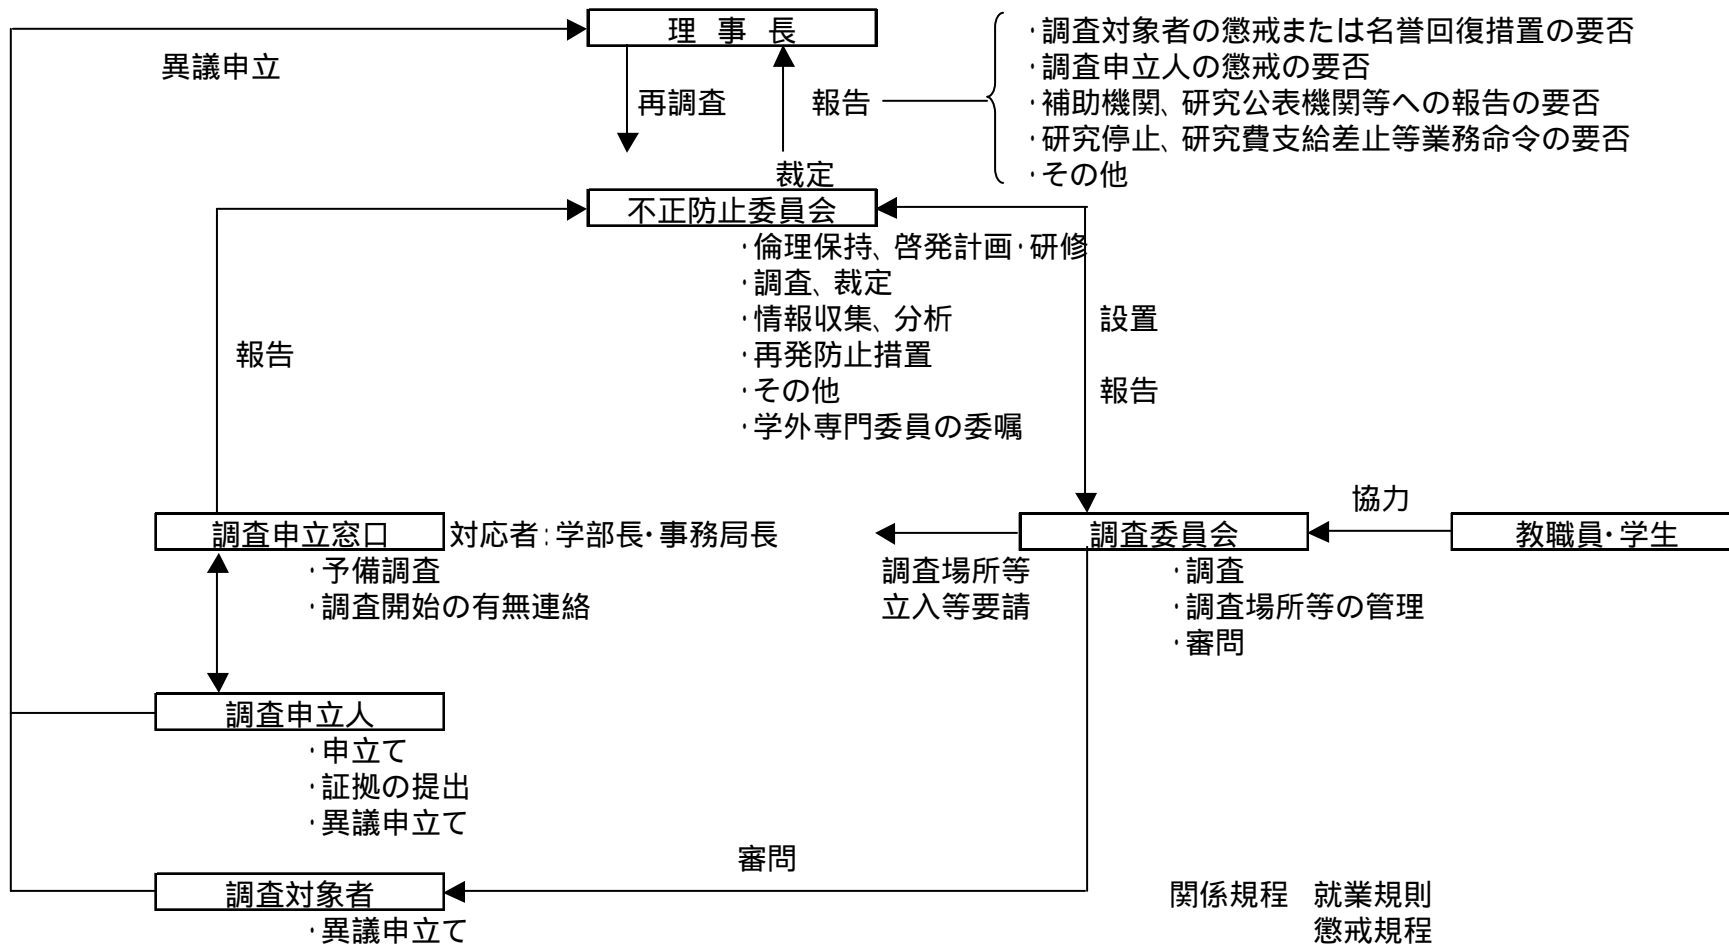 理 事 長
・調査対象者の懲戒または名誉回復措置の要否
異議申立
・調査申立人の懲戒の要否
再調査
報告
・補助機関、研究公表機関等への報告の要否
・研究停止、研究費支給差止等業務命令の要否
裁定
・その他
不正防止委員会
・倫理保持、啓発計画・研修
・調査、裁定
・情報収集、分析
設置
報告
・再発防止措置
・その他
報告
・学外専門委員の委嘱
協力
調査申立窓口
対応者:学部長・事務局長
調査委員会
教職員・学生
・予備調査
・調査開始の有無連絡
調査場所等
立入等要請
・調査
・調査場所等の管理
・審問
調査申立人
・申立て
・証拠の提出
・異議申立て
審問
調査対象者
・異議申立て
関係規程 就業規則
懲戒規程